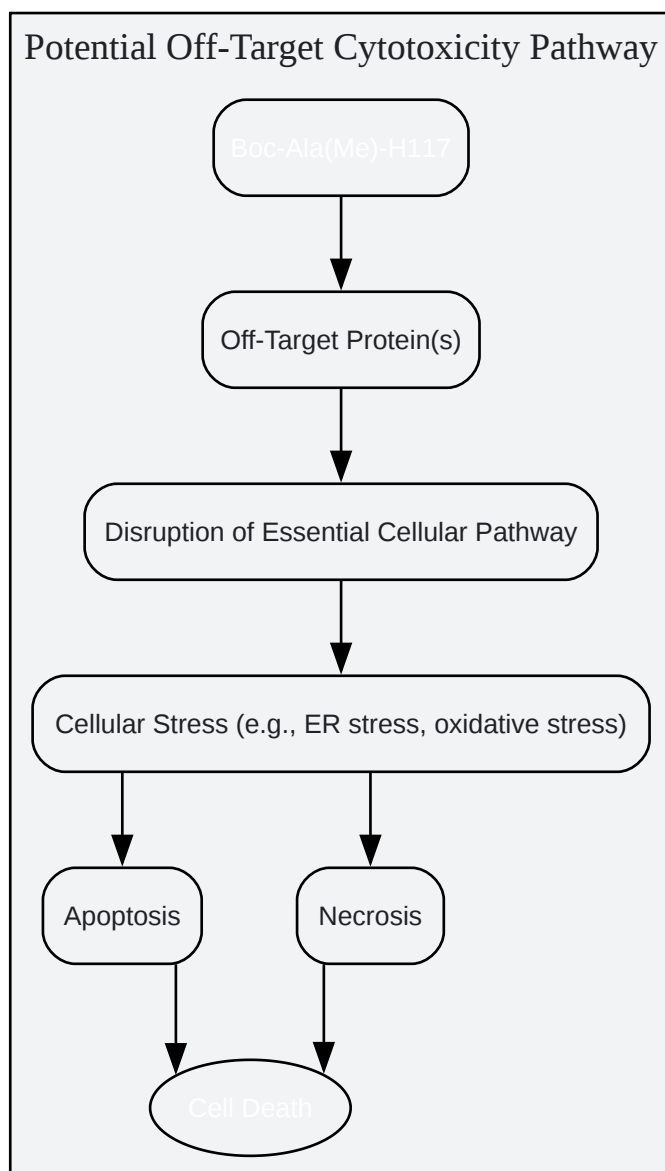 Potential Off-Target Cytotoxicity Pathway
Boc-Ala(Me)-H117
Off-Target Protein(s)
Disruption of Essential Cellular Pathway
Cellular Stress (e.g., ER stress, oxidative stress)
Apoptosis
Necrosis
Cell Death